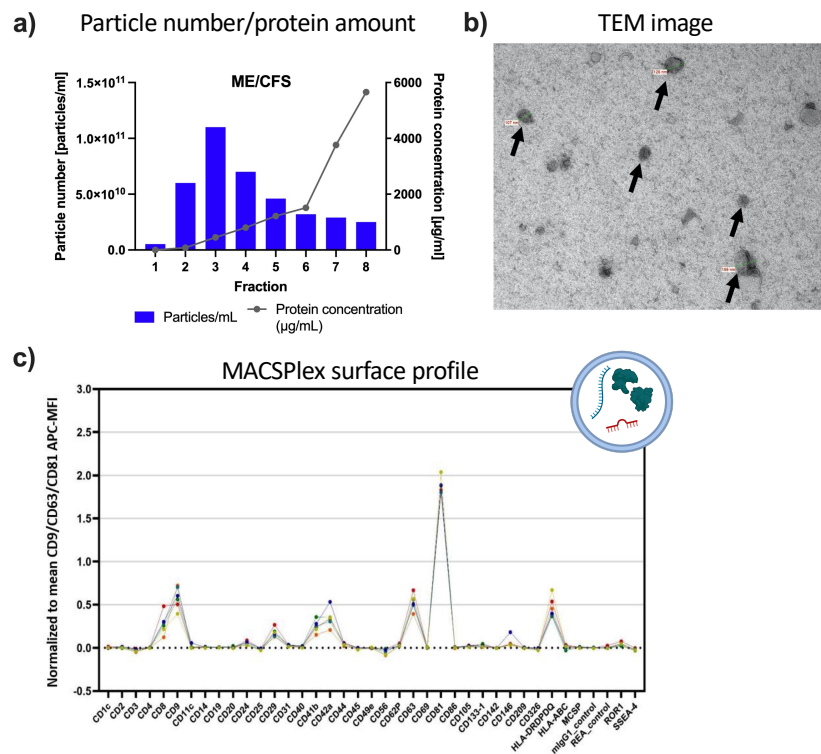 a) Particle number/protein amount
ME/CFS
Particle number [particles/ml]
1.5×10¹¹
1.0×10¹¹
5.0×10¹⁰
0.0
6000
4000
2000
0
Protein concentration [µg/ml]
1 2 3 4 5 6 7 8
Fraction
Particles/mL
Protein concentration
(µg/mL)
b) TEM image
c) MACSPlex surface profile
Normalized to mean CD9/CD63/CD81 APC-MFI
3.0
2.5
2.0
1.5
1.0
0.5
0.0
-0.5
CD1c
CD2
CD3
CD4
CD8
CD9
CD11c
CD14
CD19
CD20
CD24
CD25
CD29
CD31
CD40
CD41b
CD42a
CD44
CD45
CD49e
CD56
CD62P
CD63
CD69
CD81
CD86
CD105
CD133-1
CD142
CD146
CD209
CD326
HLA-DRDPDQ
HLA-ABC
MCSP
mIgG1_control
REA_control
ROR1
SSEA-4